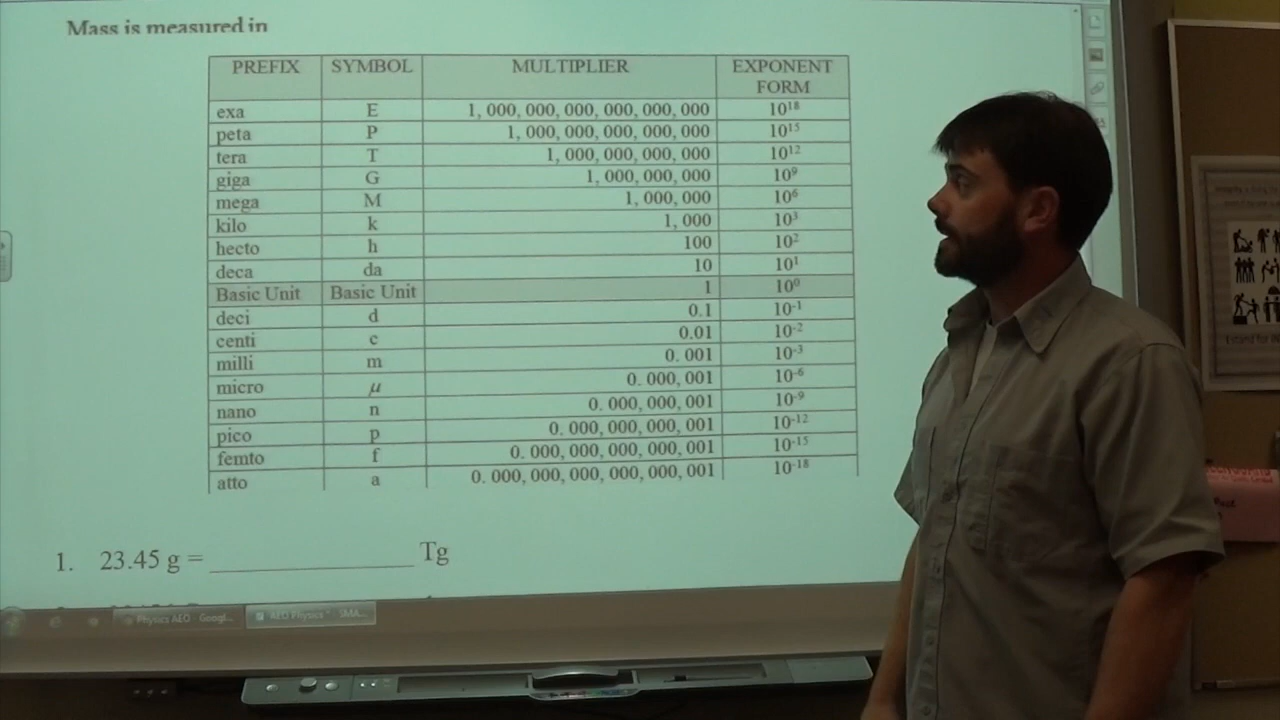 Mass is measured in
PREFIX SYMBOL MULTIPLIER EXPONENT FORM
exa E 1, 000, 000, 000, 000, 000, 000 10¹⁸
peta P 1, 000, 000, 000, 000, 000 10¹⁵
tera T 1, 000, 000, 000, 000 10¹²
giga G 1, 000, 000, 000 10⁹
mega M 1, 000, 000 10⁶
kilo k 1, 000 10³
hecto h 100 10²
deca da 10 10¹
Basic Unit Basic Unit 1 10⁰
deci d 0.1 10⁻¹
centi c 0.01 10⁻²
milli m 0. 001 10⁻³
micro μ 0. 000, 001 10⁻⁶
nano n 0. 000, 000, 001 10⁻⁹
pico p 0. 000, 000, 000, 001 10⁻¹²
femto f 0. 000, 000, 000, 000, 001 10⁻¹⁵
atto a 0. 000, 000, 000, 000, 000, 001 10⁻¹⁸
1. 23.45 g = ______________ Tg
Physics AEO Googl...
AEO Physics * SMA...